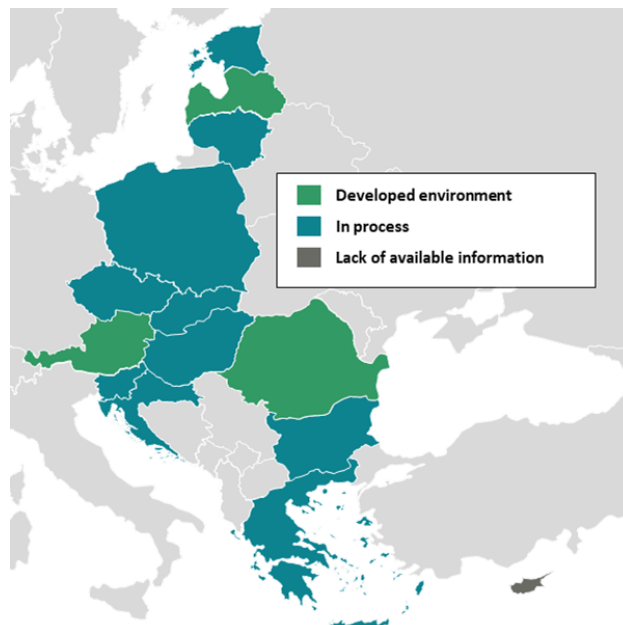 Developed environment
In process
Lack of available information